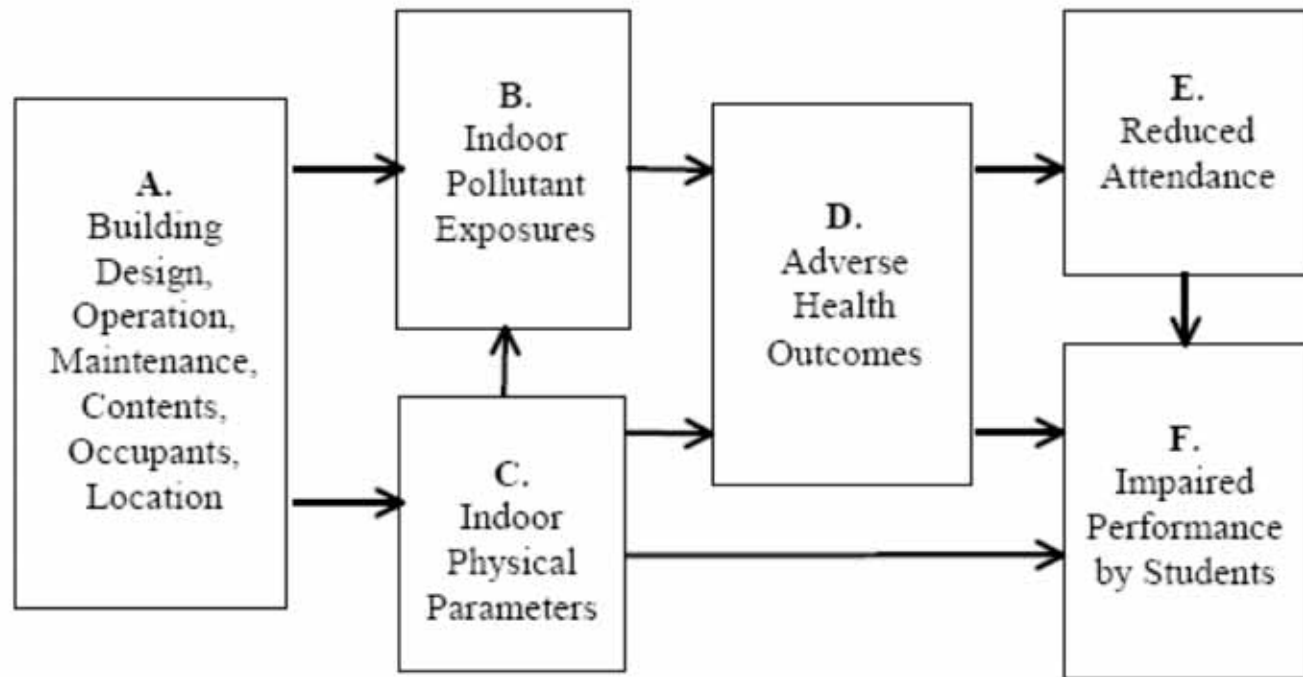 A.
Building
Design,
Operation,
Maintenance,
Contents,
Occupants,
Location
B.
Indoor
Pollutant
Exposures
C.
Indoor
Physical
Parameters
D.
Adverse
Health
Outcomes
E.
Reduced
Attendance
F.
Impaired
Performance
by Students